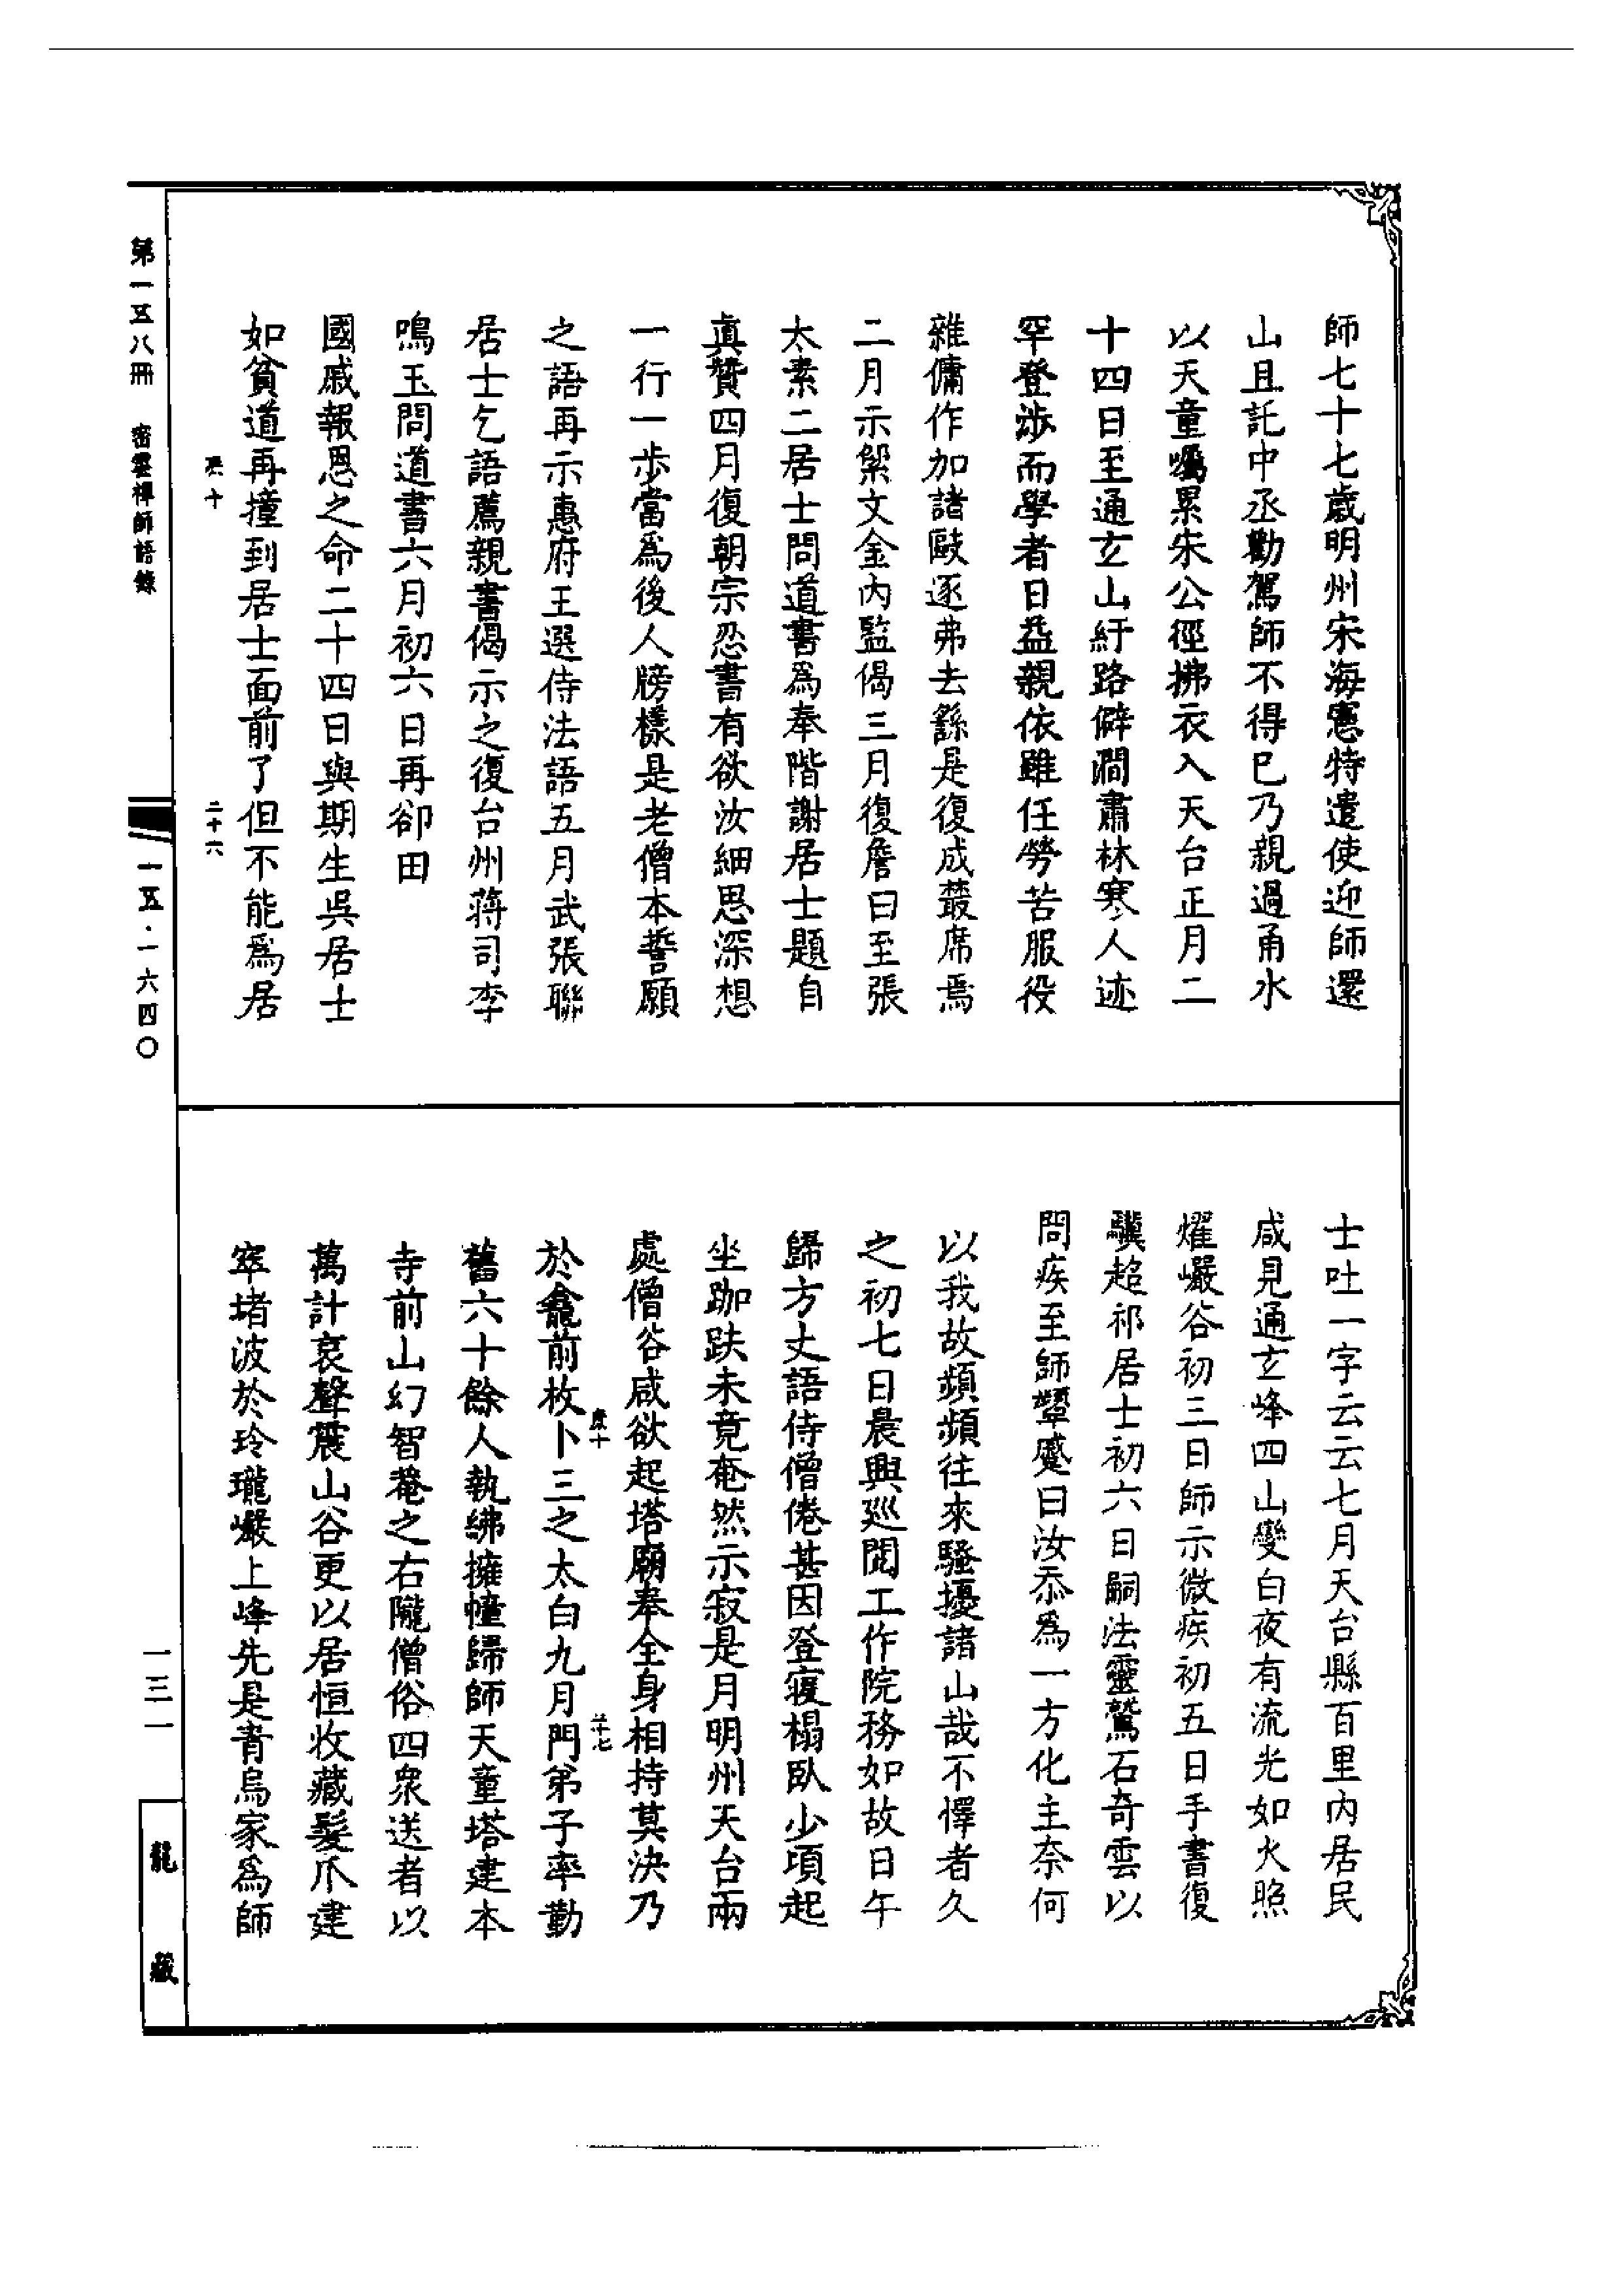 師七十七歲明州宋海憲特遣使迎師還
山且託中丞勸駕師不得已乃親過甬水
以天童囑累朱公徑拂衣入天台正月二
十四日至通玄山紆路僻澗肅林寒人迹
罕登涉而學者日益親依雖任勞苦服役
雜傭作加諸毆逐弗去繇是復成叢席焉
二月示檗文金內監偈三月復詹曰至張
太素二居士問道書為奉階謝居士題自
真贊四月復朝宗忍書有欲汝細思深想
一行一步當爲後人牓樣是老僧本誓願
之語再示惠府王選侍法語五月武張聯
居士乞語薦親書偈示之復台州蔣司李
鳴玉問道書六月初六日再卻田
國戚報恩之命二十四日與期生吳居士
如貧道再撞到居士面前了但不能爲居
士吐一字云云七月天台縣百里內居民
咸見通玄峰四山變白夜有流光如火照
燿巖谷初三日師示微疾初五日手書復
驥超祁居士初六日嗣法靈鷲石奇雲以
問疾至師顰蹙曰汝忝為一方化主奈何
以我故頻頻往來騷擾諸山哉不懌者久
之初七日晨興巡閱工作院務如故日午
歸方丈語侍僧倦甚因登寢榻臥少項起
坐跏趺未竟奄然示寂是月明州天台兩
處僧谷咸欲起塔廟奉全身相持莫決乃
於龕前枚卜三之太白九月門弟子率勤
舊六十餘人執紼擁幢歸師天童塔建本
寺前山幻智菴之右隴僧俗四衆送者以
萬計哀聲震山谷更以居恒收藏髮爪建
窣堵波於玲瓏巖上峰先是青烏家爲師
第一五八冊 密雲禪師語錄
二十六
一五·一六四〇
一三一
龍藏